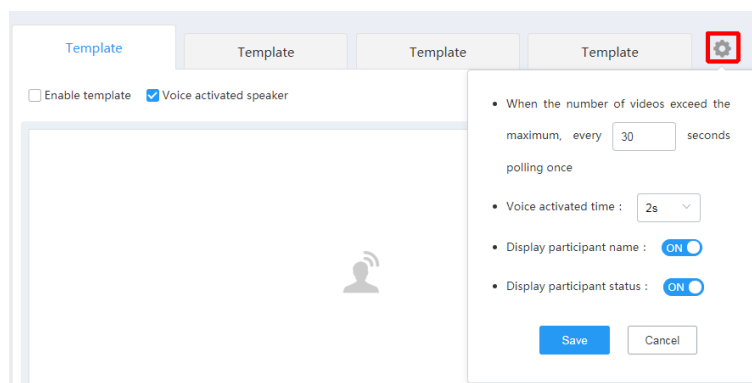 Template Template Template Template
Enable template Voice activated speaker
• When the number of videos exceed the
maximum, every 30 seconds
polling once
• Voice activated time : 2s
• Display participant name : ON
• Display participant status : ON
Save Cancel